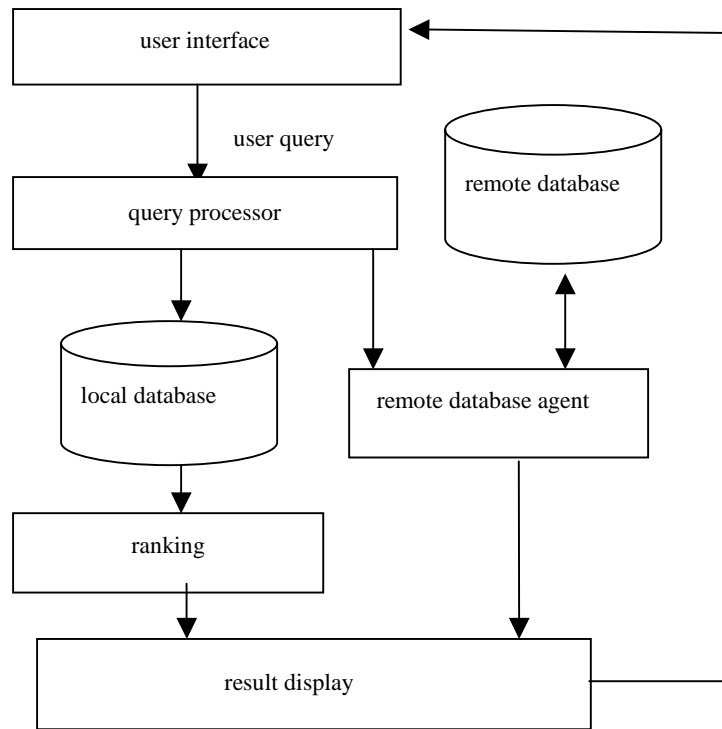 user interface
user query
remote database
query processor
local database
remote database agent
ranking
result display